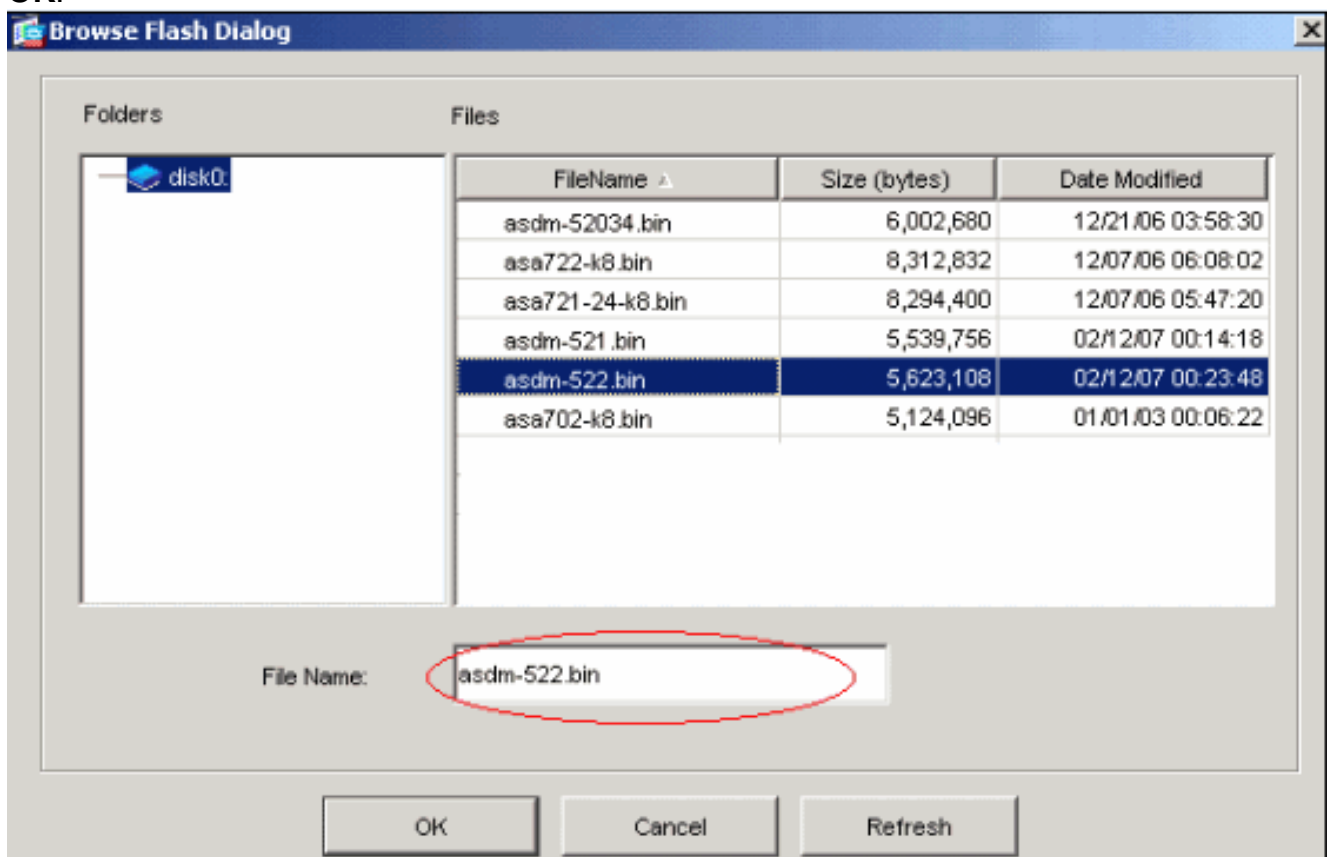 OK.
Browse Flash Dialog
Folders
Files
disk0:
FileName Size (bytes) Date Modified
asdm-52034.bin 6,002,680 12/21/06 03:58:30
asa722-k8.bin 8,312,832 12/07/06 06:08:02
asa721-24-k8.bin 8,294,400 12/07/06 05:47:20
asdm-521.bin 5,539,756 02/12/07 00:14:18
asdm-522.bin 5,623,108 02/12/07 00:23:48
asa702-k8.bin 5,124,096 01/01/03 00:06:22
File Name: asdm-522.bin
OK Cancel Refresh